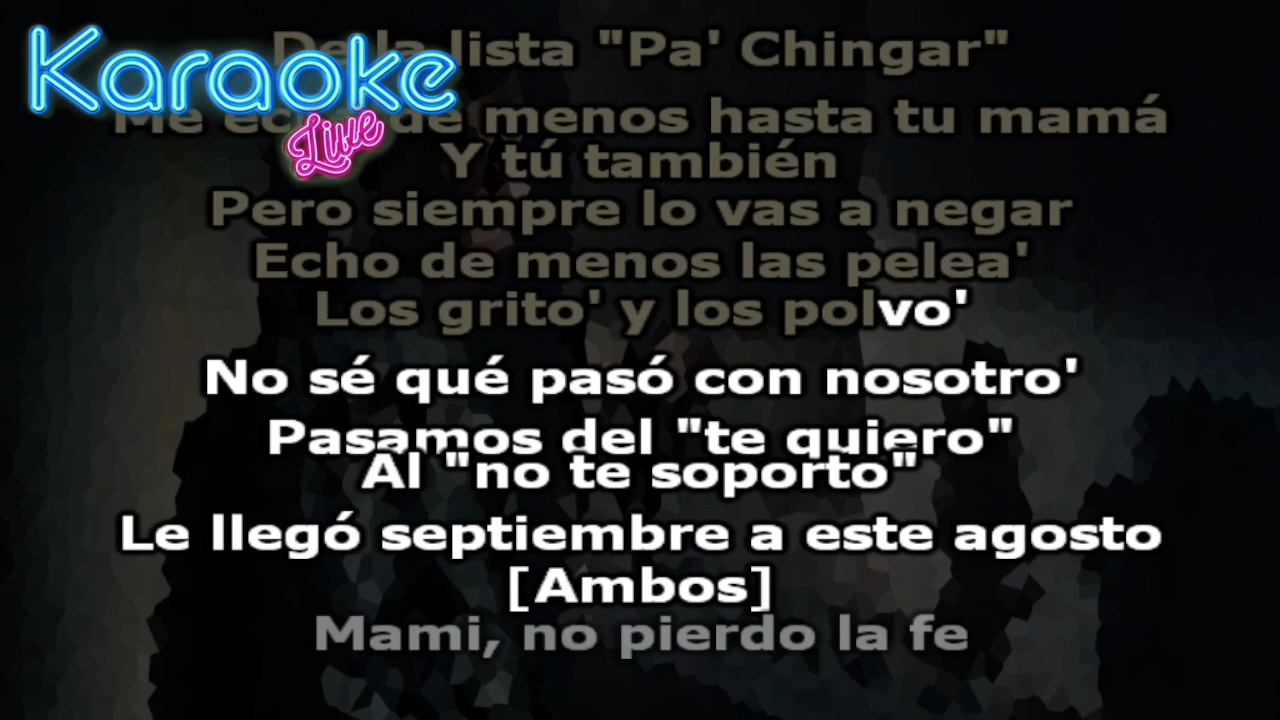 Karaoke
Live
De la lista "Pa' Chingar"
Me echa de menos hasta tu mamá
Y tú también
Pero siempre lo vas a negar
Echo de menos las pelea'
Los grito' y los polvo'
No sé qué pasó con nosotro'
Pasamos del "te quiero"
Al "no te soporto"
Le llegó septiembre a este agosto
[Ambos]
Mami, no pierdo la fe